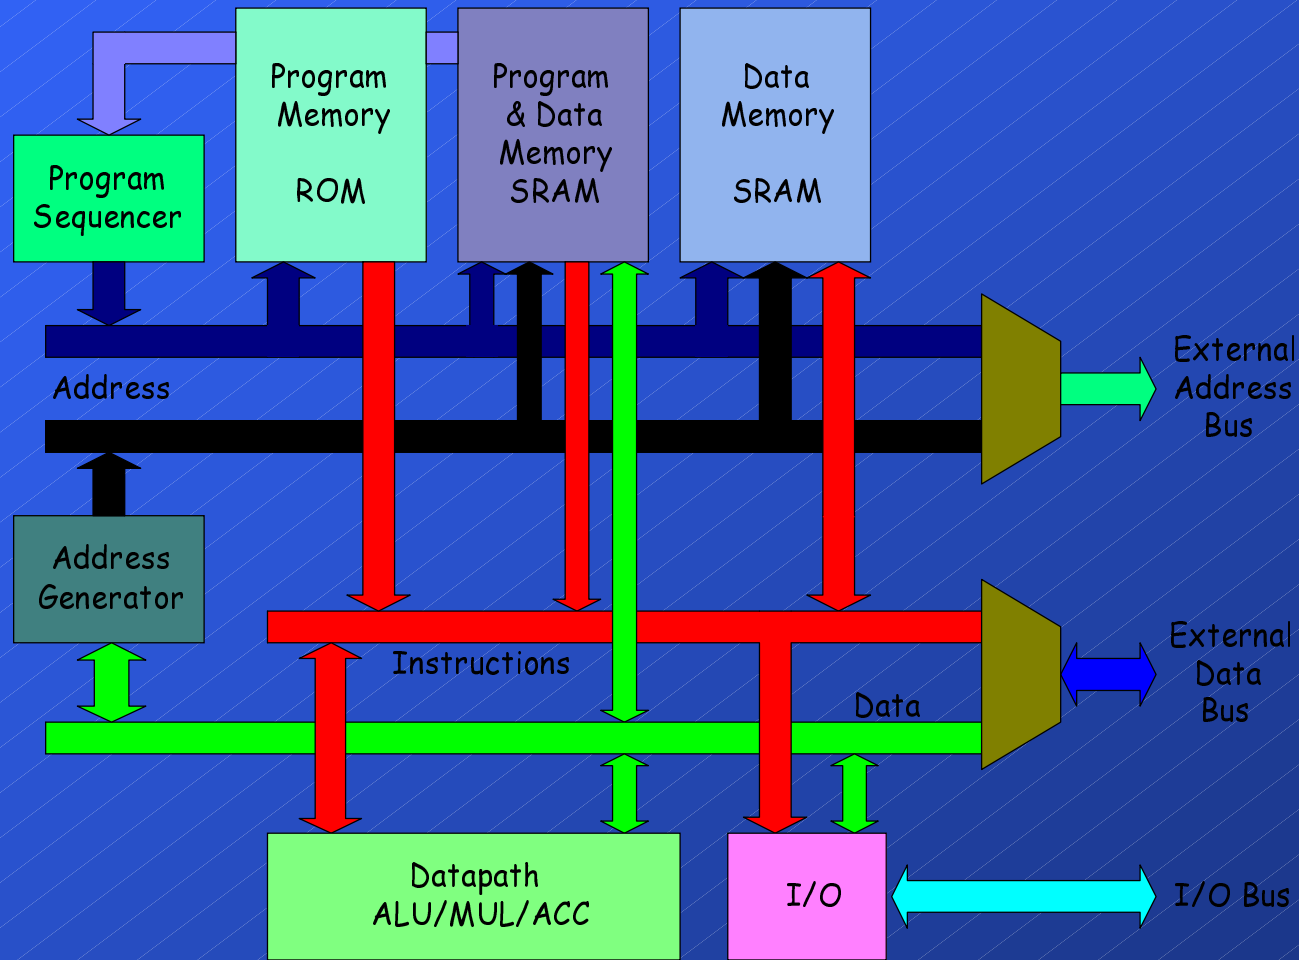 Program
Memory
ROM
Program
& Data
Memory
SRAM
Data
Memory
SRAM
Program
Sequencer
Address
External
Address
Bus
Address
Generator
Instructions
Data
External
Data
Bus
Datapath
ALU/MUL/ACC
I/O
I/O Bus